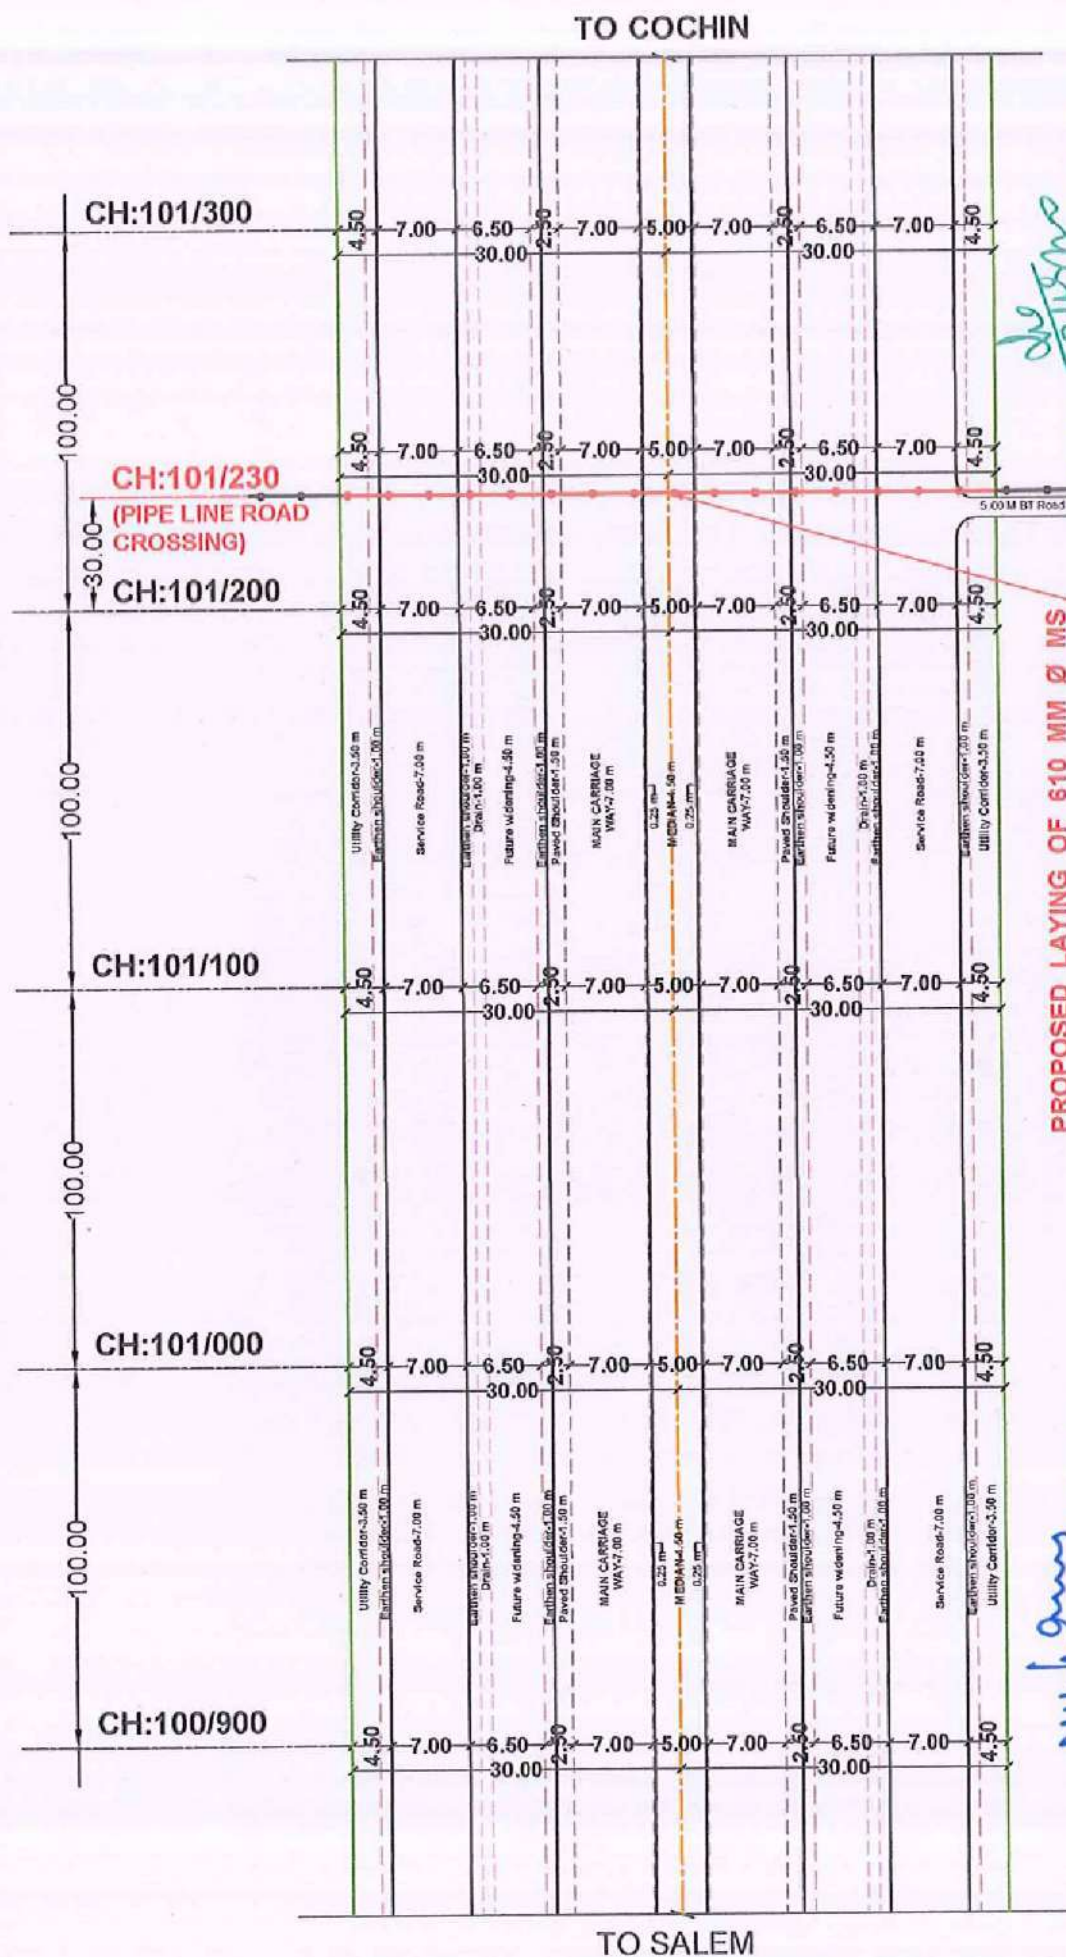 TO COCHIN
CH:101/300
4.50 7.00 6.50 2.50 7.00 5.00 7.00 2.50 6.50 7.00 4.50
30.00 30.00
100.00
4.50 7.00 6.50 2.50 7.00 5.00 7.00 2.50 6.50 7.00 4.50
30.00 30.00
CH:101/230
(PIPE LINE ROAD
CROSSING)
5.00 M BT Road
30.00
CH:101/200
4.50 7.00 6.50 2.50 7.00 5.00 7.00 2.50 6.50 7.00 4.50
30.00 30.00
PROPOSED LAYING OF 610 MM Ø MS
100.00
Utility Corridor-3.50 m
Earthen shoulder-1.00 m
Service Road-7.00 m
Earthen shoulder-1.00 m
Drain-1.00 m
Future widening-4.50 m
Earthen shoulder-1.00 m
Paved Shoulder-1.50 m
MAIN CARRIAGE
WAY-7.00 m
0.25 m
MEDIAN-4.50 m
0.25 m
MAIN CARRIAGE
WAY-7.00 m
Paved Shoulder-1.50 m
Earthen shoulder-1.00 m
Future widening-4.50 m
Drain-1.00 m
Earthen shoulder-1.00 m
Service Road-7.00 m
Earthen shoulder-1.00 m
Utility Corridor-3.50 m
CH:101/100
4.50 7.00 6.50 2.50 7.00 5.00 7.00 2.50 6.50 7.00 4.50
30.00 30.00
100.00
CH:101/000
4.50 7.00 6.50 2.50 7.00 5.00 7.00 2.50 6.50 7.00 4.50
30.00 30.00
100.00
Utility Corridor-3.50 m
Earthen shoulder-1.00 m
Service Road-7.00 m
Earthen shoulder-1.00 m
Drain-1.00 m
Future widening-4.50 m
Earthen shoulder-1.00 m
Paved Shoulder-1.50 m
MAIN CARRIAGE
WAY-7.00 m
0.25 m
MEDIAN-4.50 m
0.25 m
MAIN CARRIAGE
WAY-7.00 m
Paved Shoulder-1.50 m
Earthen shoulder-1.00 m
Future widening-4.50 m
Drain-1.00 m
Earthen shoulder-1.00 m
Service Road-7.00 m
Earthen shoulder-1.00 m
Utility Corridor-3.50 m
CH:100/900
4.50 7.00 6.50 2.50 7.00 5.00 7.00 2.50 6.50 7.00 4.50
30.00 30.00
TO SALEM